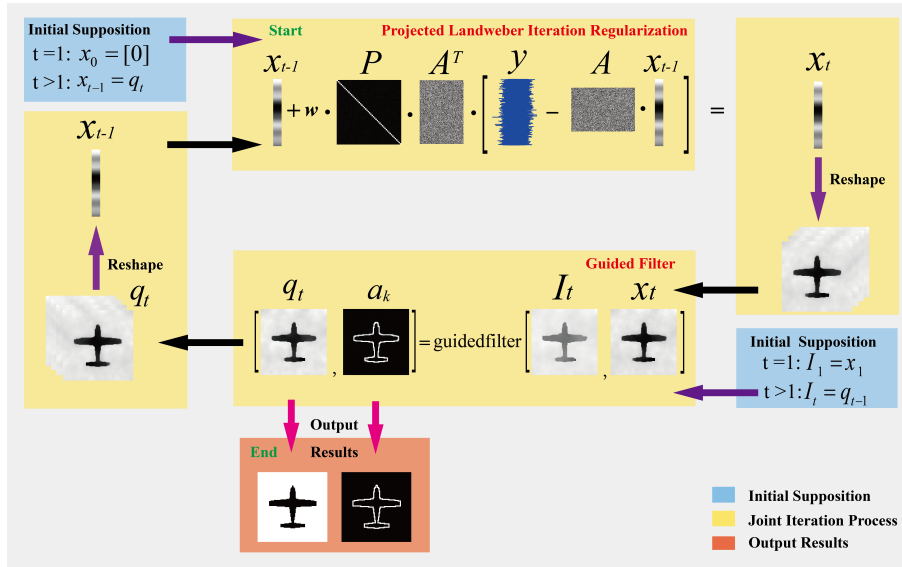 Initial Supposition
t=1: x₀ = [0]
t>1: xₜ₋₁ = qₜ
Start
Projected Landweber Iteration Regularization
xₜ₋₁ + w • P • Aᵀ • [ y − A • xₜ₋₁ ] = xₜ
Reshape
xₜ₋₁
Reshape
qₜ
Guided Filter
[ qₜ , aₖ ] = guidedfilter [ Iₜ , xₜ ]
Initial Supposition
t=1: I₁ = x₁
t>1: Iₜ = qₜ₋₁
Output
End
Results
Initial Supposition
Joint Iteration Process
Output Results